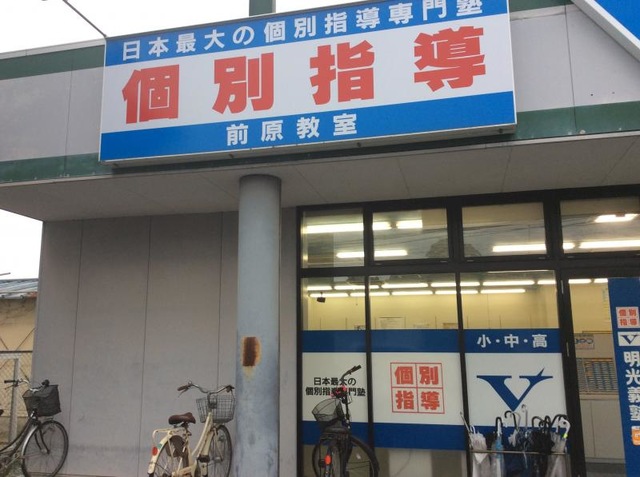 日本最大の個別指導専門塾
個別指導
前原教室
小・中・高
日本最大の
個別指導専門塾
個別
指導
V
個別
指導
V
明光義塾